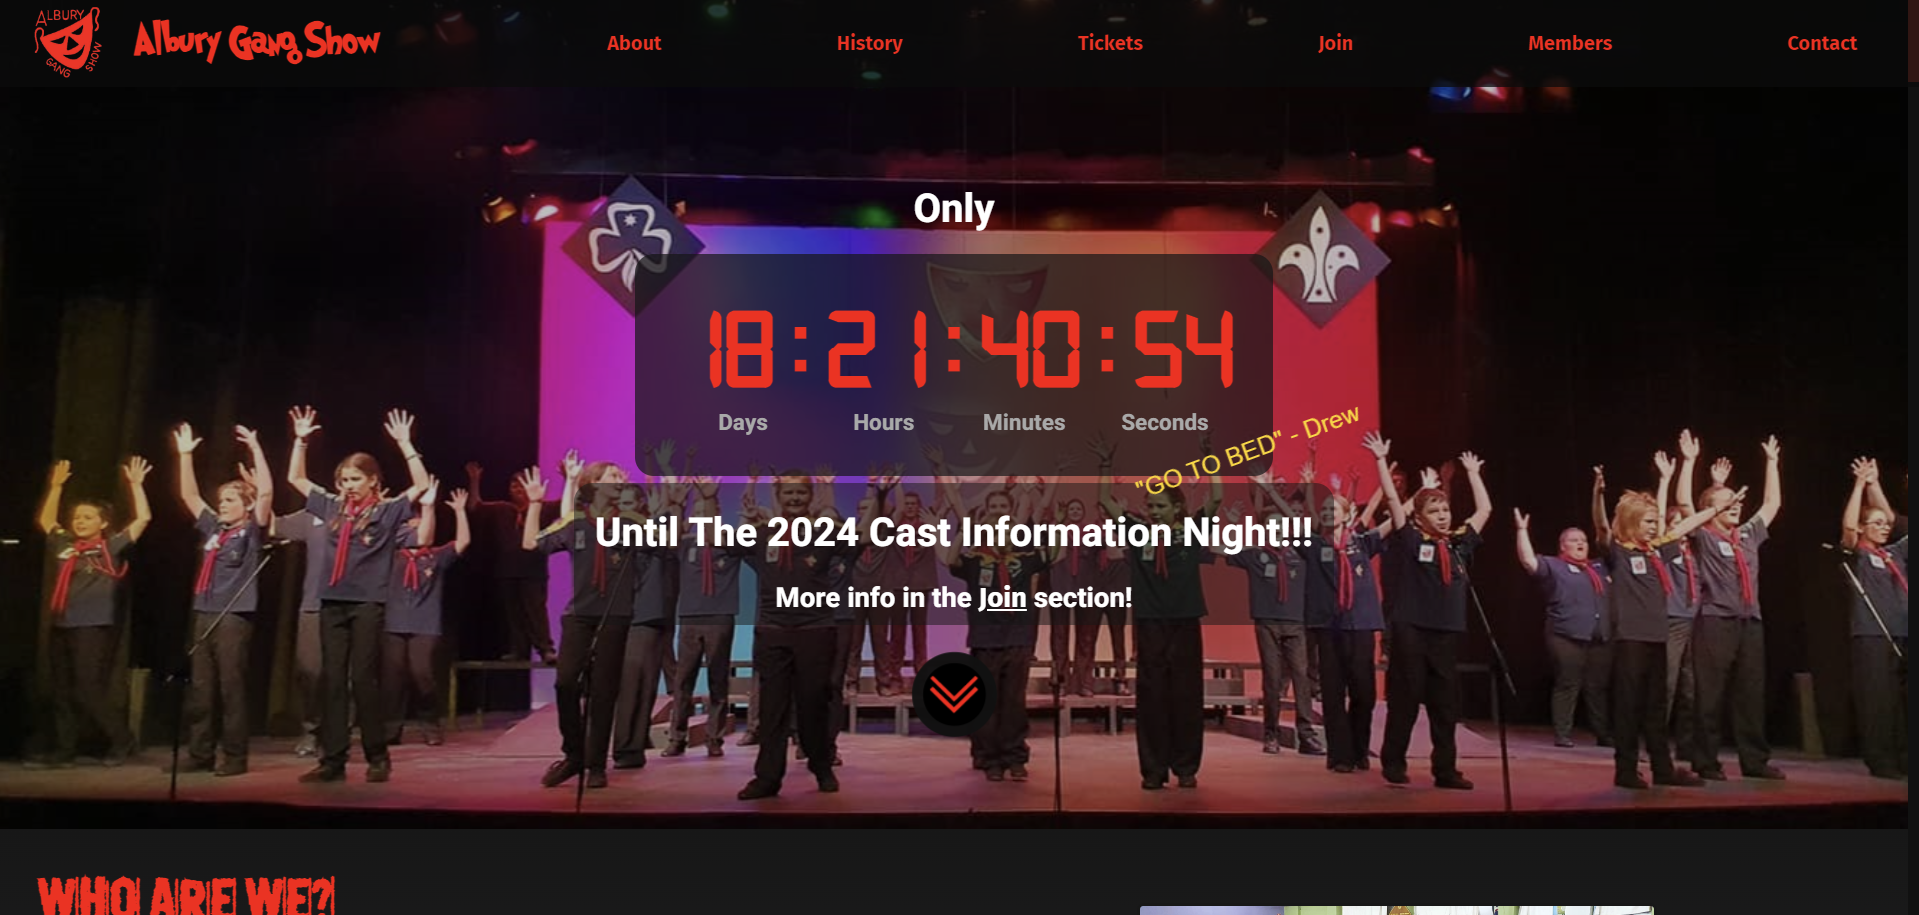 ALBURY
GANG SHOW
Albury Gang Show
About
History
Tickets
Join
Members
Contact
Only
18:21:40:54
Days
Hours
Minutes
Seconds
"GO TO BED" - Drew
Until The 2024 Cast Information Night!!!
More info in the Join section!
WHO ARE WE?